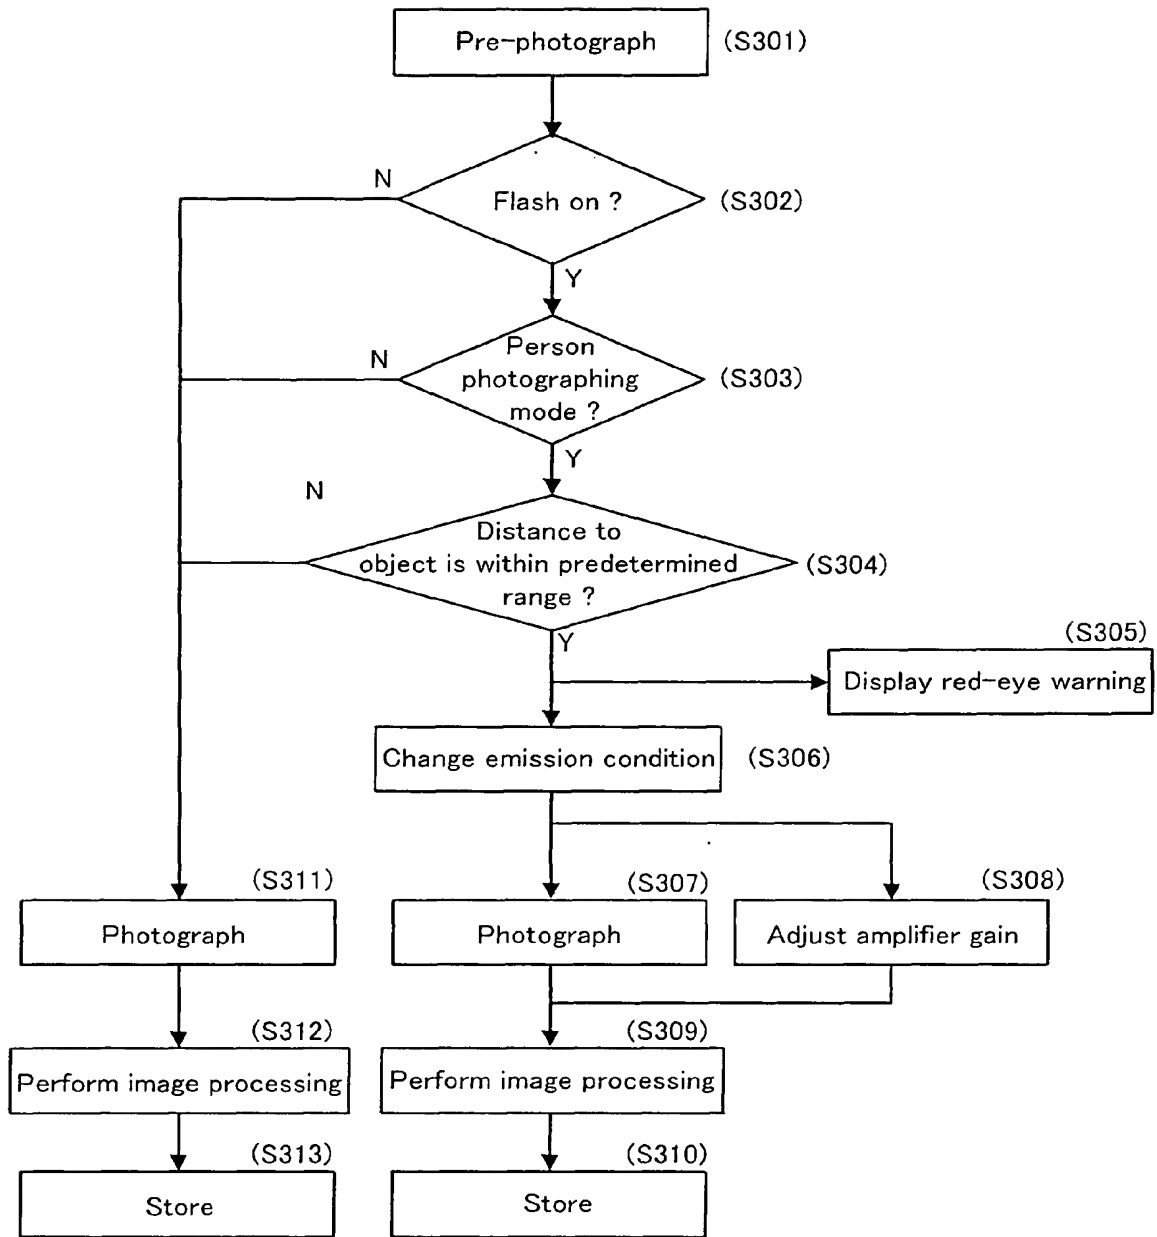 Pre-photograph (S301)
N
Flash on ? (S302)
Y
N
Person
photographing
mode ?
(S303)
Y
N
Distance to
object is within predetermined
range ?
(S304)
Y
(S305)
Display red-eye warning
Change emission condition (S306)
(S311)
Photograph
(S307)
Photograph
(S308)
Adjust amplifier gain
(S312)
Perform image processing
(S309)
Perform image processing
(S313)
Store
(S310)
Store